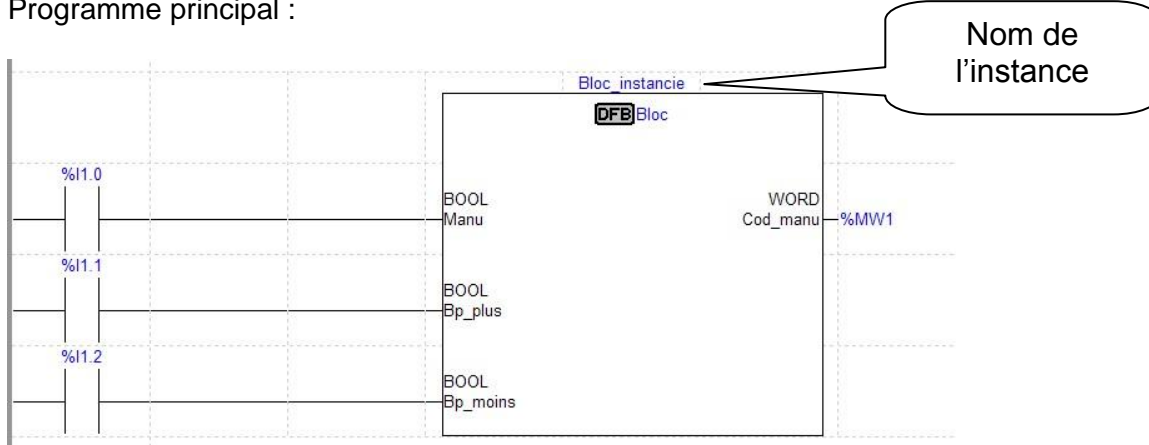 Programme principal :
Nom de
l'instance
Bloc_instancie
DFB Bloc
%I1.0
BOOL
Manu
WORD
Cod_manu
%MW1
%I1.1
BOOL
Bp_plus
%I1.2
BOOL
Bp_moins